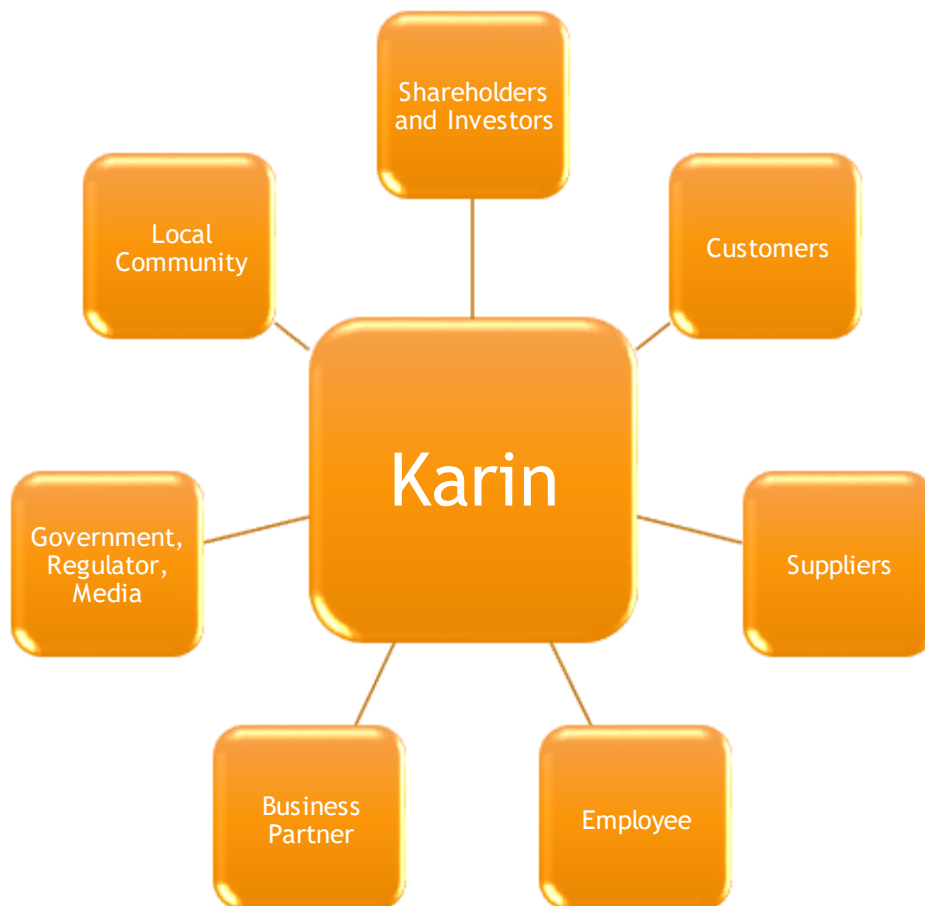 Shareholders
and Investors
Local
Community
Customers
Karin
Government,
Regulator,
Media
Suppliers
Business
Partner
Employee